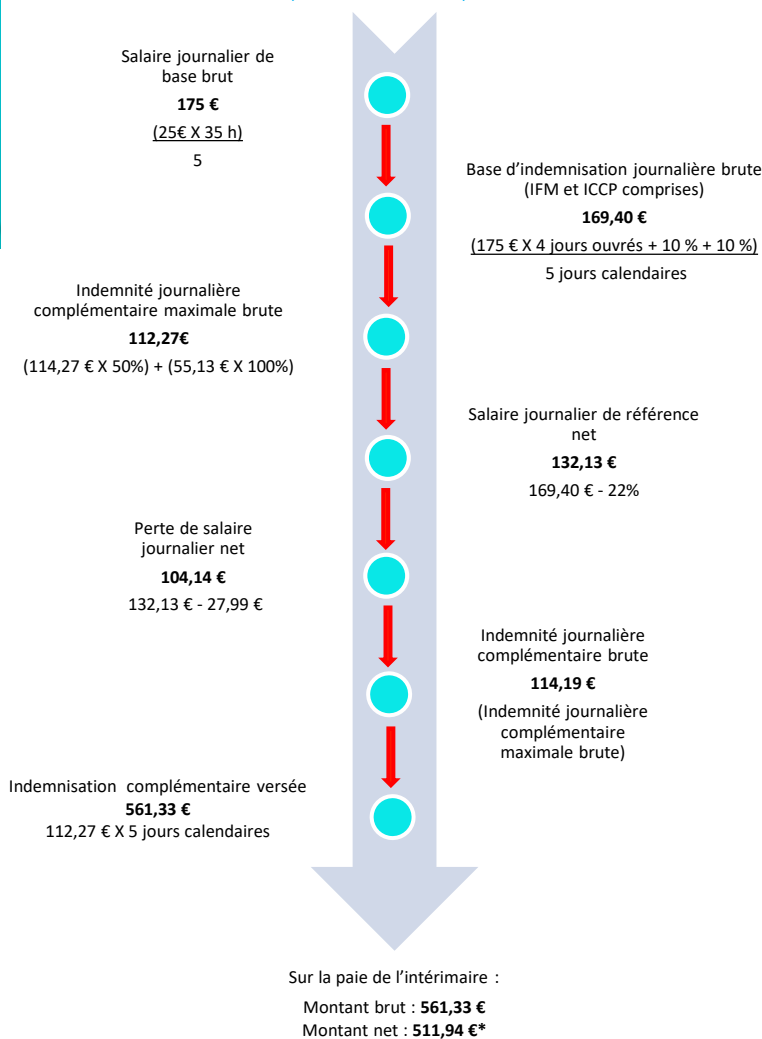 Salaire journalier de
base brut
175 €
(25€ X 35 h)
5
Base d’indemnisation journalière brute
(IFM et ICCP comprises)
169,40 €
(175 € X 4 jours ouvrés + 10 % + 10 %)
5 jours calendaires
Indemnité journalière
complémentaire maximale brute
112,27€
(114,27 € X 50%) + (55,13 € X 100%)
Salaire journalier de référence
net
132,13 €
169,40 € - 22%
Perte de salaire
journalier net
104,14 €
132,13 € - 27,99 €
Indemnité journalière
complémentaire brute
114,19 €
(Indemnité journalière
complémentaire
maximale brute)
Indemnisation complémentaire versée
561,33 €
112,27 € X 5 jours calendaires
Sur la paie de l’intérimaire :
Montant brut : 561,33 €
Montant net : 511,94 €*